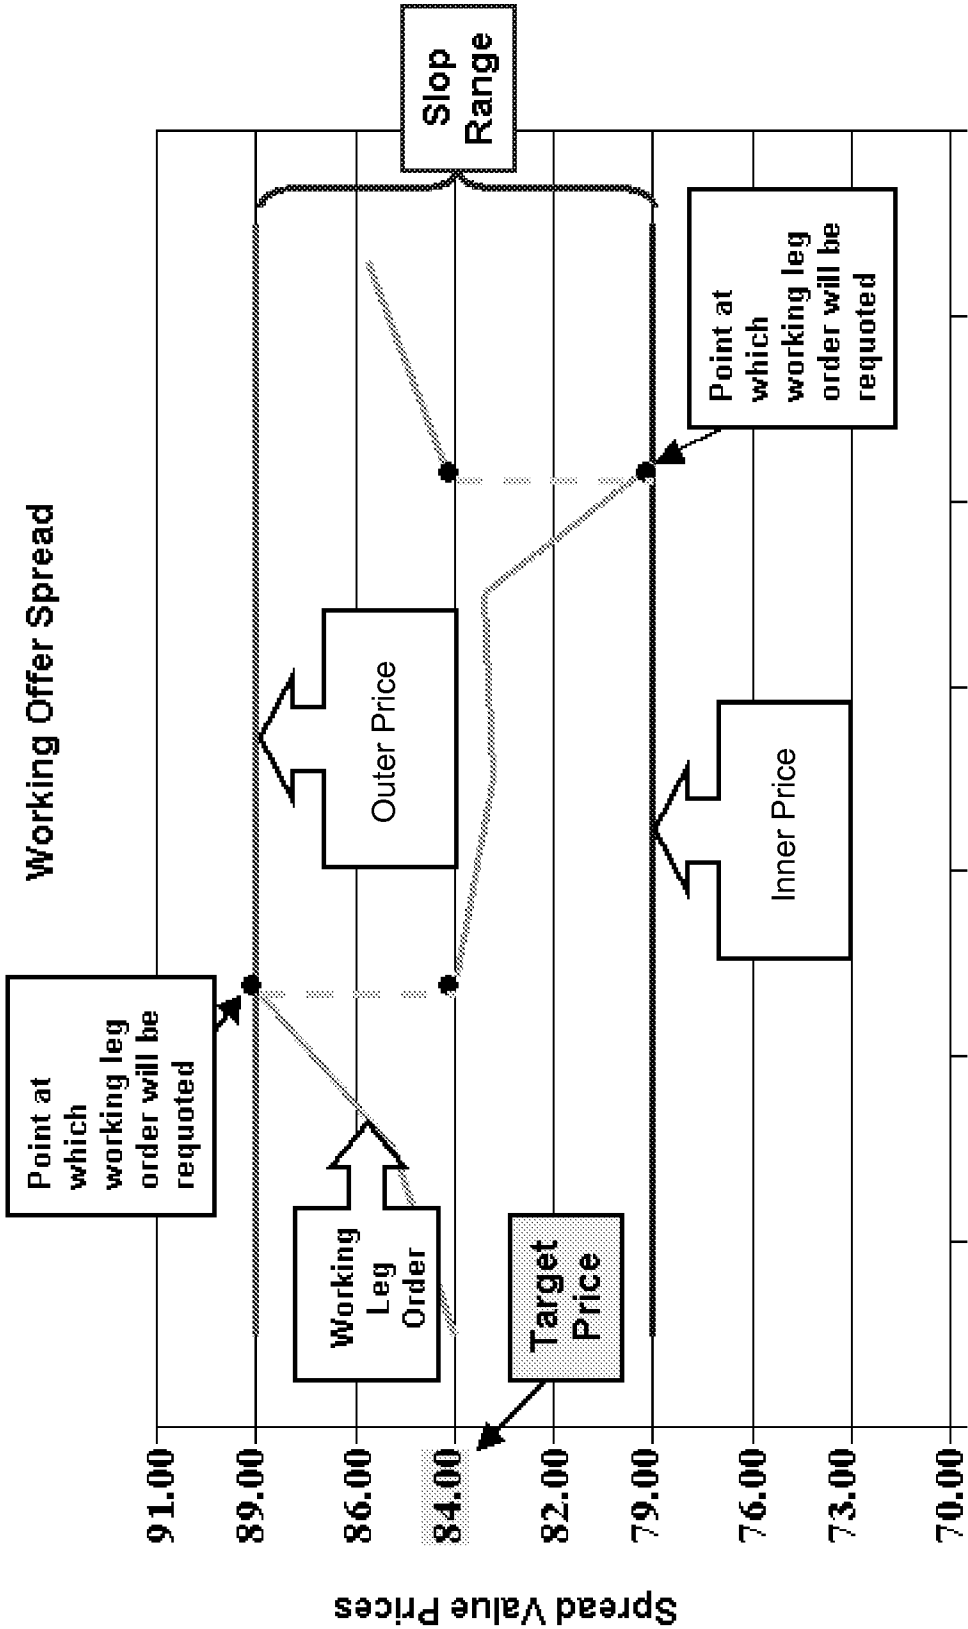 Working Offer Spread
Spread Value Prices
91.00
89.00
86.00
84.00
82.00
79.00
76.00
73.00
70.00
Point at
which
working leg
order will be
requoted
Working
Leg
Order
Target
Price
Outer Price
Inner Price
Slop
Range
Point at
which
working leg
order will be
requoted